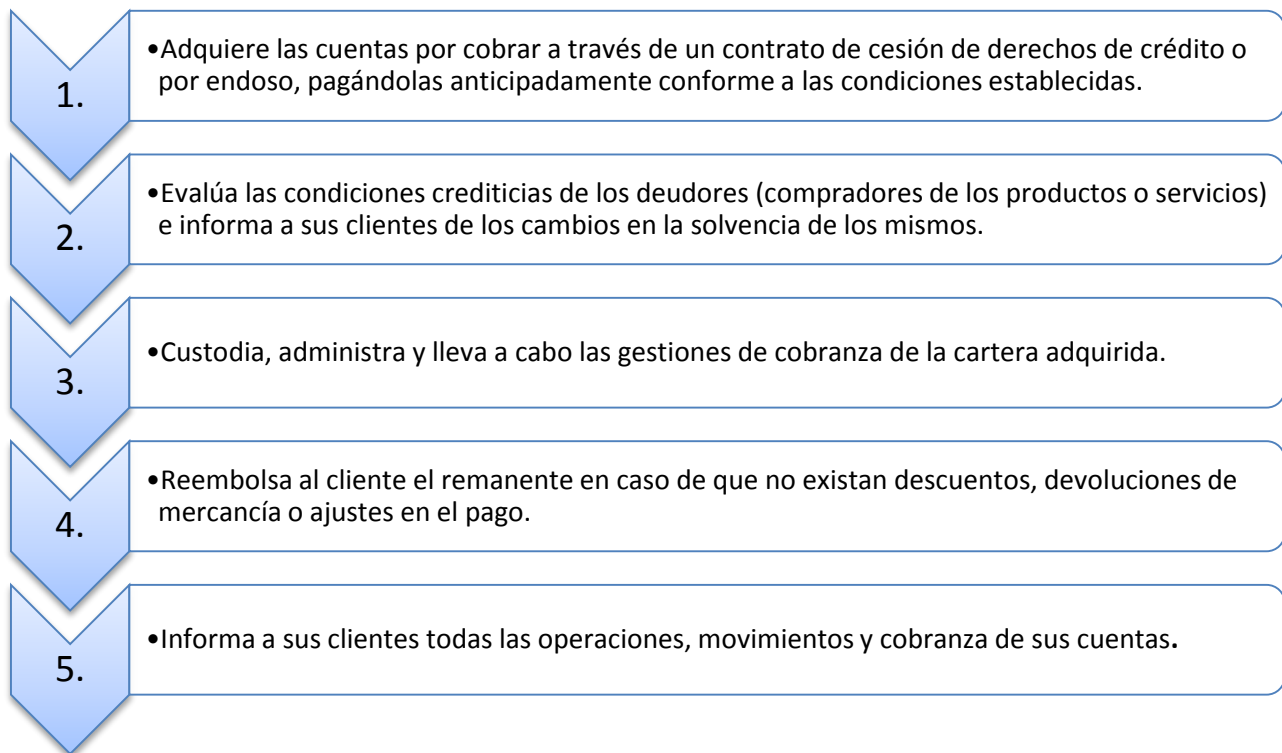 1.
•Adquiere las cuentas por cobrar a través de un contrato de cesión de derechos de crédito o
por endoso, pagándolas anticipadamente conforme a las condiciones establecidas.
2.
•Evalúa las condiciones crediticias de los deudores (compradores de los productos o servicios)
e informa a sus clientes de los cambios en la solvencia de los mismos.
3.
•Custodia, administra y lleva a cabo las gestiones de cobranza de la cartera adquirida.
4.
•Reembolsa al cliente el remanente en caso de que no existan descuentos, devoluciones de
mercancía o ajustes en el pago.
5.
•Informa a sus clientes todas las operaciones, movimientos y cobranza de sus cuentas.